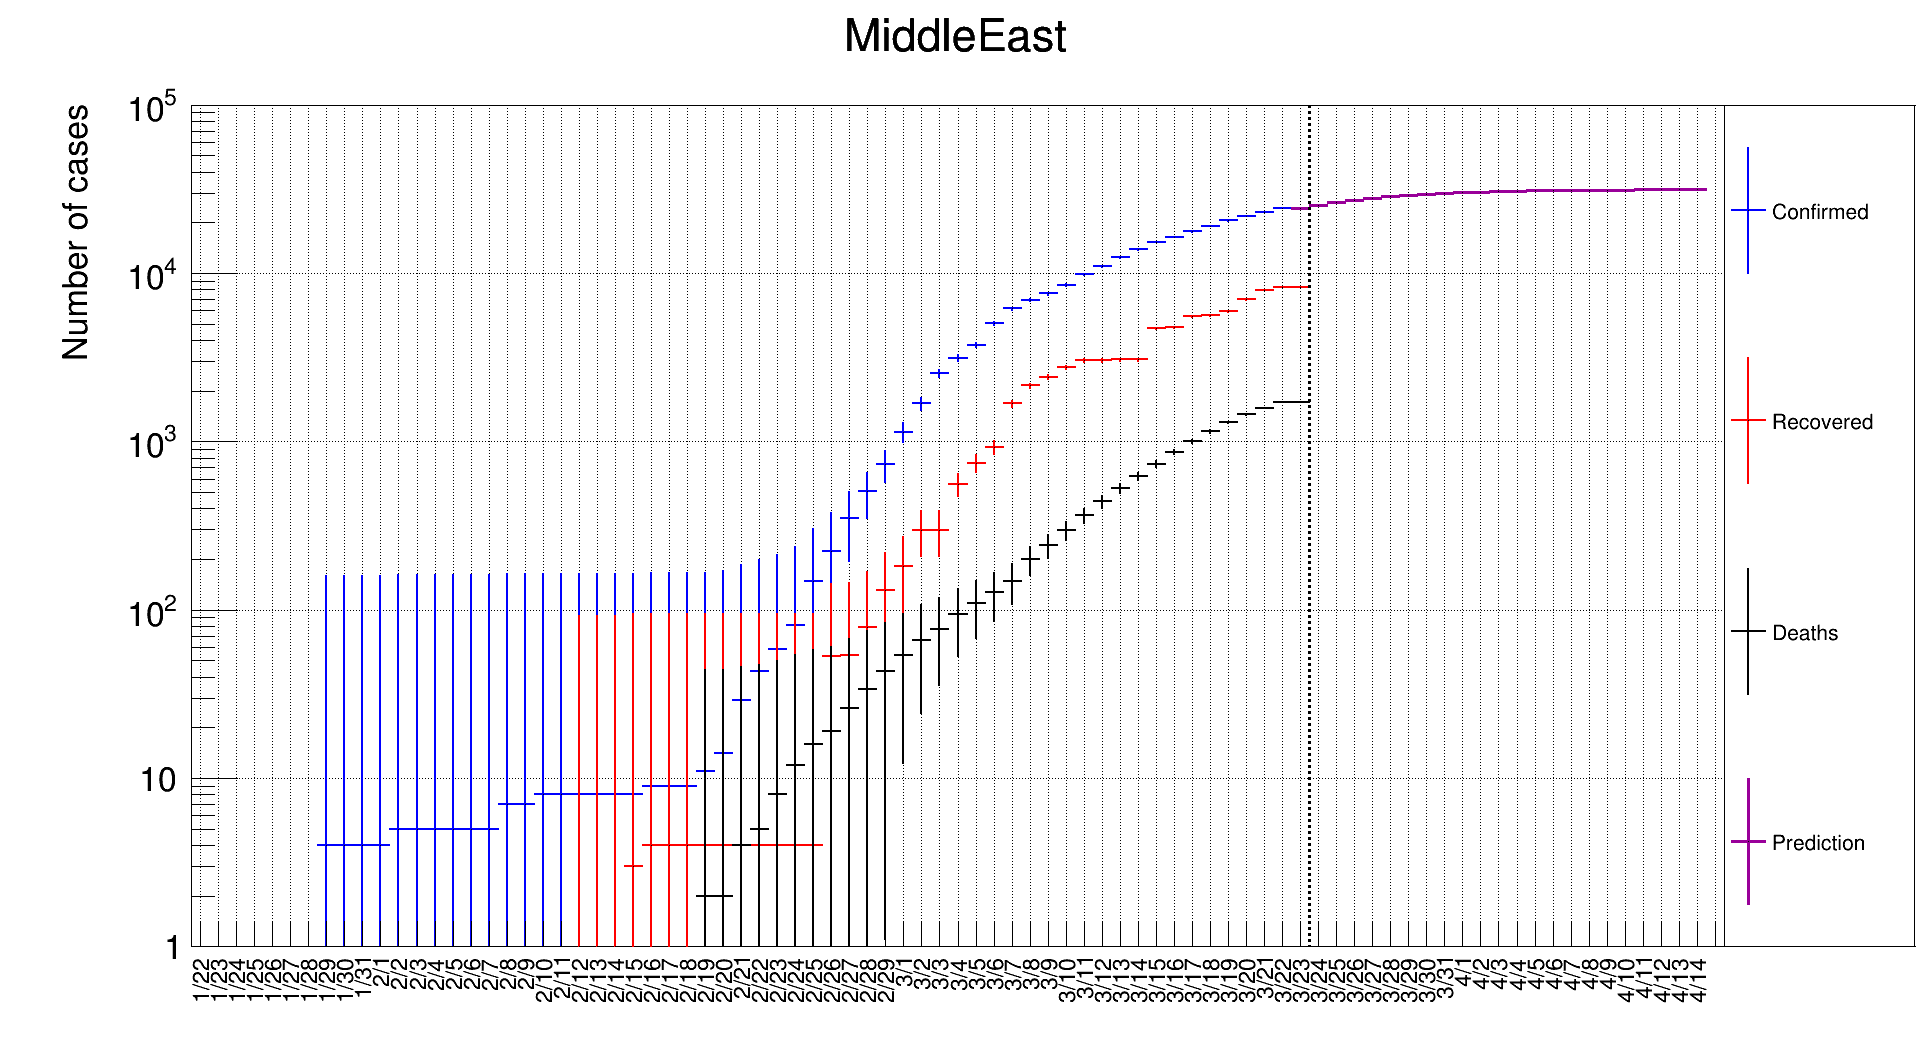 MiddleEast
Number of cases
10^5
10^4
10^3
10^2
10
1
1/22 1/23 1/24 1/25 1/26 1/27 1/28 1/29 1/30 1/31 2/1 2/2 2/3 2/4 2/5 2/6 2/7 2/8 2/9 2/10 2/11 2/12 2/13 2/14 2/15 2/16 2/17 2/18 2/19 2/20 2/21 2/22 2/23 2/24 2/25 2/26 2/27 2/28 2/29 3/1 3/2 3/3 3/4 3/5 3/6 3/7 3/8 3/9 3/10 3/11 3/12 3/13 3/14 3/15 3/16 3/17 3/18 3/19 3/20 3/21 3/22 3/23 3/24 3/25 3/26 3/27 3/28 3/29 3/30 3/31 4/1 4/2 4/3 4/4 4/5 4/6 4/7 4/8 4/9 4/10 4/11 4/12 4/13 4/14
Confirmed
Recovered
Deaths
Prediction